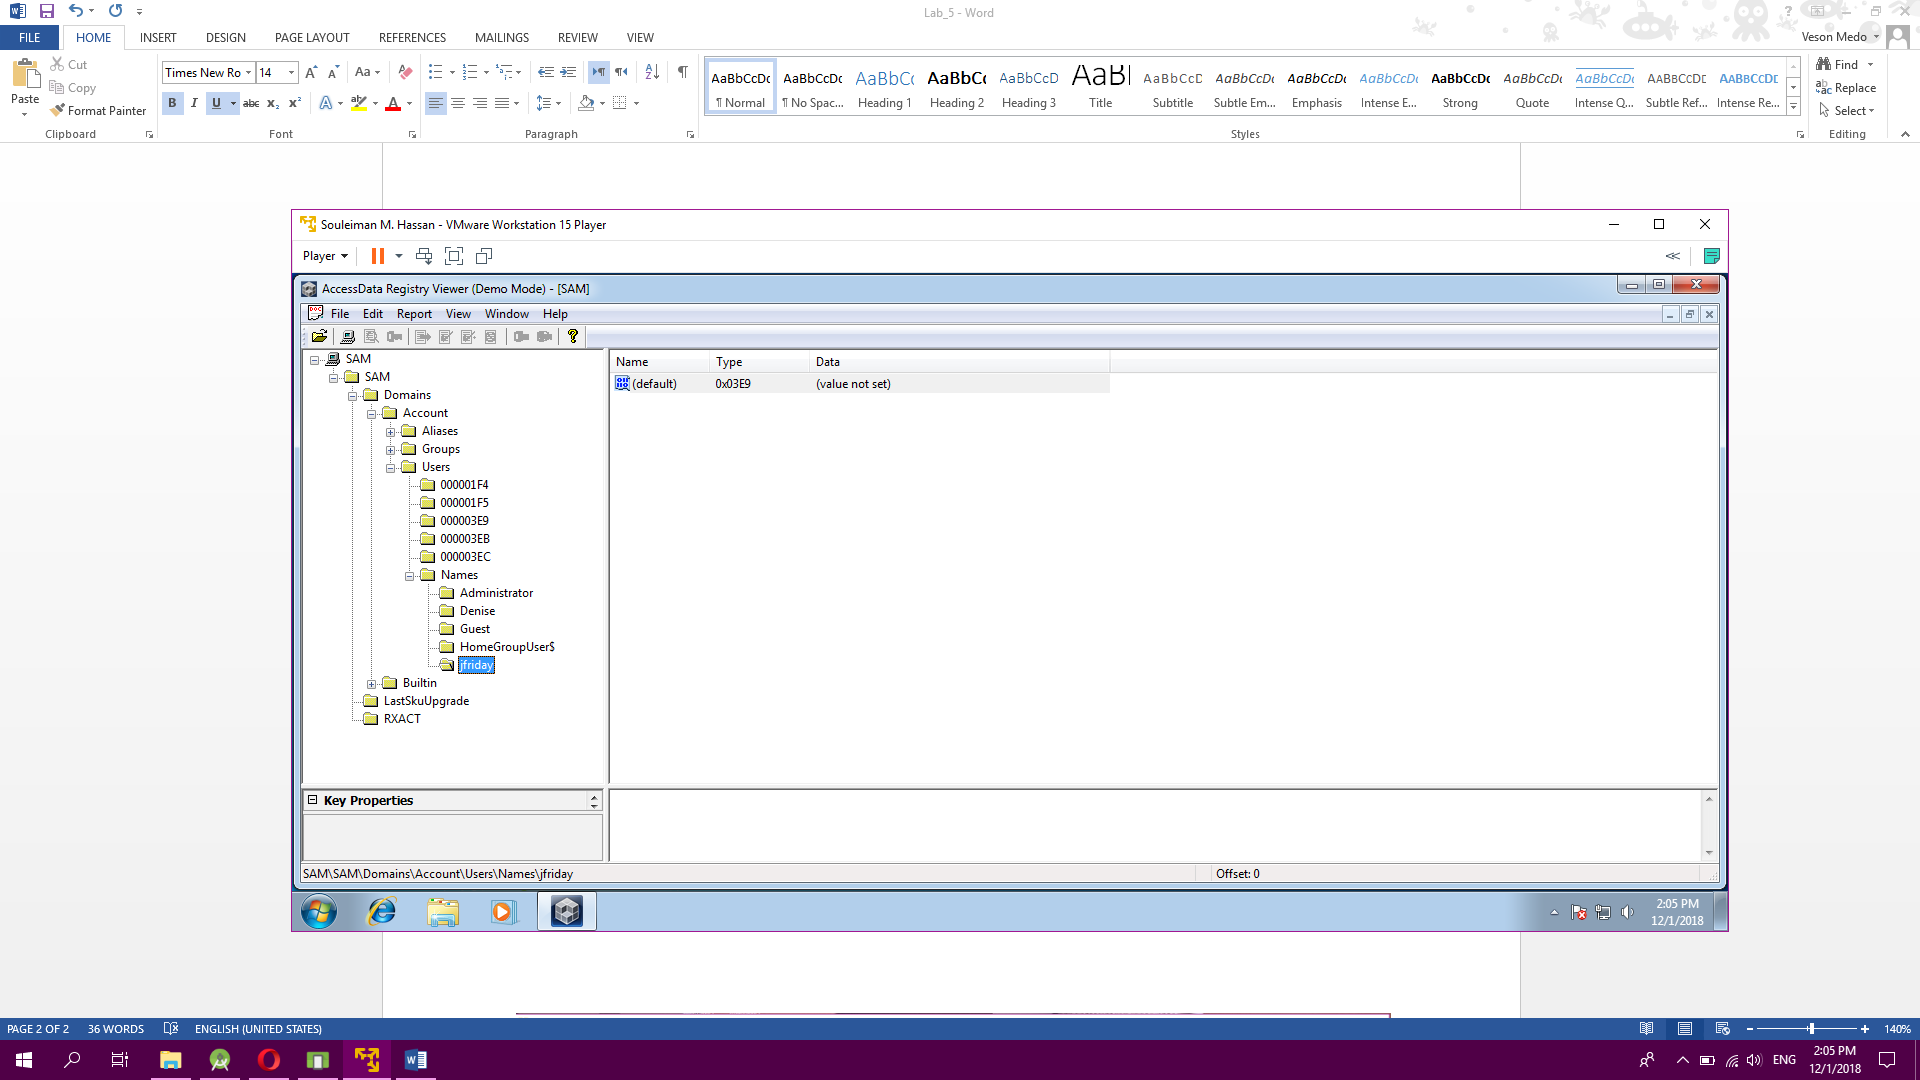 Lab_5 - Word
FILE HOME INSERT DESIGN PAGE LAYOUT REFERENCES MAILINGS REVIEW VIEW
Veson Medo
Paste
Cut
Copy
Format Painter
Clipboard
Times New Ro 14
Font
Paragraph
AaBbCcDc AaBbCcDc AaBbCc AaBbCc AaBbCcD AaBl AaBbCcD AaBbCcDc AaBbCcDc AaBbCcDc AaBbCcDc AaBbCcDc AaBbCcDc AaBbCcDc AaBbCcDc
¶ Normal ¶ No Spac... Heading 1 Heading 2 Heading 3 Title Subtitle Subtle Em... Emphasis Intense E... Strong Quote Intense Q... Subtle Ref... Intense Re...
Styles
Find
Replace
Select
Editing
Souleiman M. Hassan - VMware Workstation 15 Player
Player
AccessData Registry Viewer (Demo Mode) - [SAM]
File Edit Report View Window Help
SAM
SAM
Domains
Account
Aliases
Groups
Users
000001F4
000001F5
000003E9
000003EB
000003EC
Names
Administrator
Denise
Guest
HomeGroupUser$
jfriday
Builtin
LastSkuUpgrade
RXACT
Name Type Data
(default) 0x03E9 (value not set)
Key Properties
SAM\SAM\Domains\Account\Users\Names\jfriday Offset: 0
2:05 PM
12/1/2018
PAGE 2 OF 2 36 WORDS ENGLISH (UNITED STATES) 140%
ENG
2:05 PM
12/1/2018